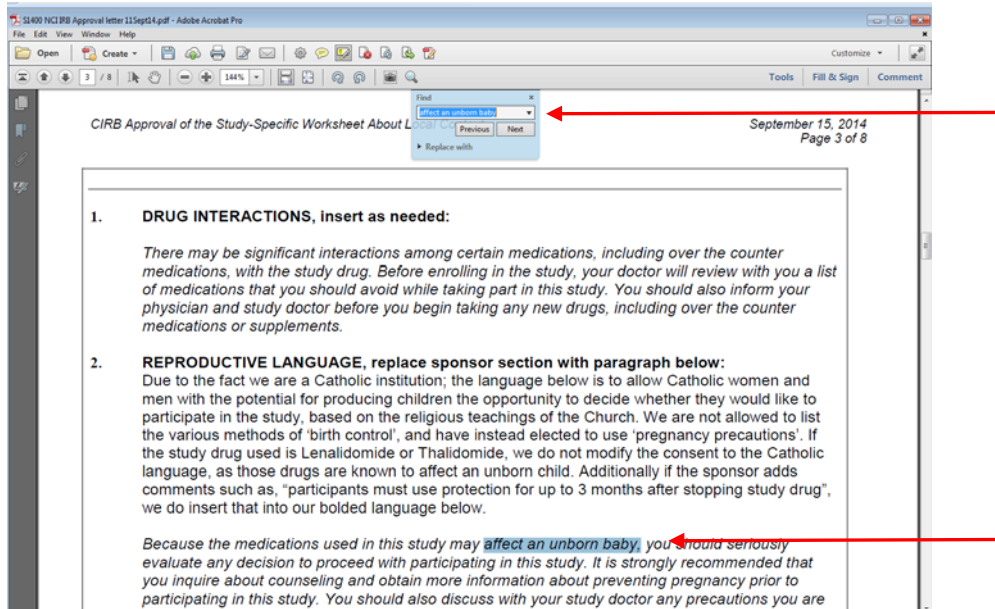 S1400 NCI IRB Approval letter 11Sept14.pdf - Adobe Acrobat Pro
File Edit View Window Help
Open Create Customize
3 / 8 144% Tools Fill & Sign Comment
Find
affect an unborn baby
Previous Next
Replace with
CIRB Approval of the Study-Specific Worksheet About Local Co
September 15, 2014
Page 3 of 8
1. DRUG INTERACTIONS, insert as needed:
There may be significant interactions among certain medications, including over the counter
medications, with the study drug. Before enrolling in the study, your doctor will review with you a list
of medications that you should avoid while taking part in this study. You should also inform your
physician and study doctor before you begin taking any new drugs, including over the counter
medications or supplements.
2. REPRODUCTIVE LANGUAGE, replace sponsor section with paragraph below:
Due to the fact we are a Catholic institution; the language below is to allow Catholic women and
men with the potential for producing children the opportunity to decide whether they would like to
participate in the study, based on the religious teachings of the Church. We are not allowed to list
the various methods of 'birth control', and have instead elected to use 'pregnancy precautions'. If
the study drug used is Lenalidomide or Thalidomide, we do not modify the consent to the Catholic
language, as those drugs are known to affect an unborn child. Additionally if the sponsor adds
comments such as, "participants must use protection for up to 3 months after stopping study drug",
we do insert that into our bolded language below.
Because the medications used in this study may affect an unborn baby, you should seriously
evaluate any decision to proceed with participating in this study. It is strongly recommended that
you inquire about counseling and obtain more information about preventing pregnancy prior to
participating in this study. You should also discuss with your study doctor any precautions you are